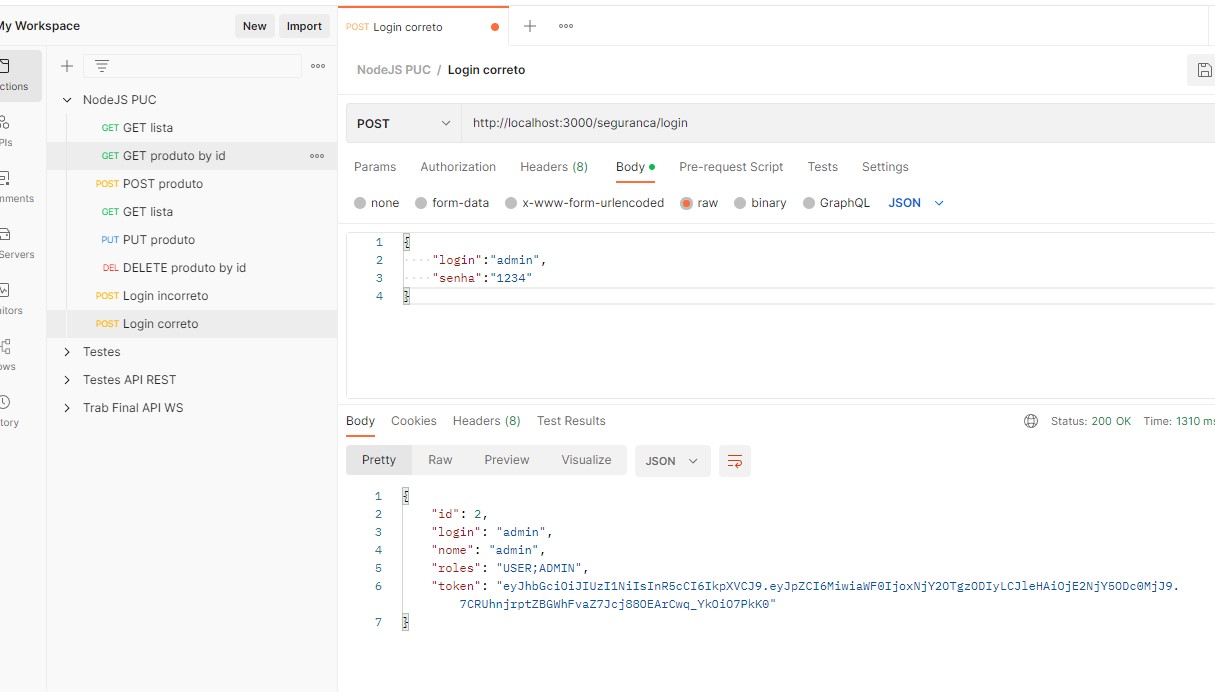 My Workspace
New
Import
ctions
PIs
nments
Servers
nitors
ows
tory
NodeJS PUC
GET GET lista
GET GET produto by id
POST POST produto
GET GET lista
PUT PUT produto
DEL DELETE produto by id
POST Login incorreto
POST Login correto
Testes
Testes API REST
Trab Final API WS
POST Login correto
NodeJS PUC / Login correto
POST http://localhost:3000/seguranca/login
Params Authorization Headers (8) Body Pre-request Script Tests Settings
none form-data x-www-form-urlencoded raw binary GraphQL JSON
1 {
2 "login":"admin",
3 "senha":"1234"
4 }
Body Cookies Headers (8) Test Results Status: 200 OK Time: 1310 ms
Pretty Raw Preview Visualize JSON
1 {
2 "id": 2,
3 "login": "admin",
4 "nome": "admin",
5 "roles": "USER;ADMIN",
6 "token": "eyJhbGciOiJIUzI1NiIsInR5cCI6IkpXVCJ9.eyJpZCI6MiwiaWF0IjoxNjY2OTgzODIyLCJleHAiOjE2NjY5ODc0MjJ9.
7CRUhnjrptZBGWhFvaZ7Jcj88OEArCwq_YkOiO7PkK0"
7 }